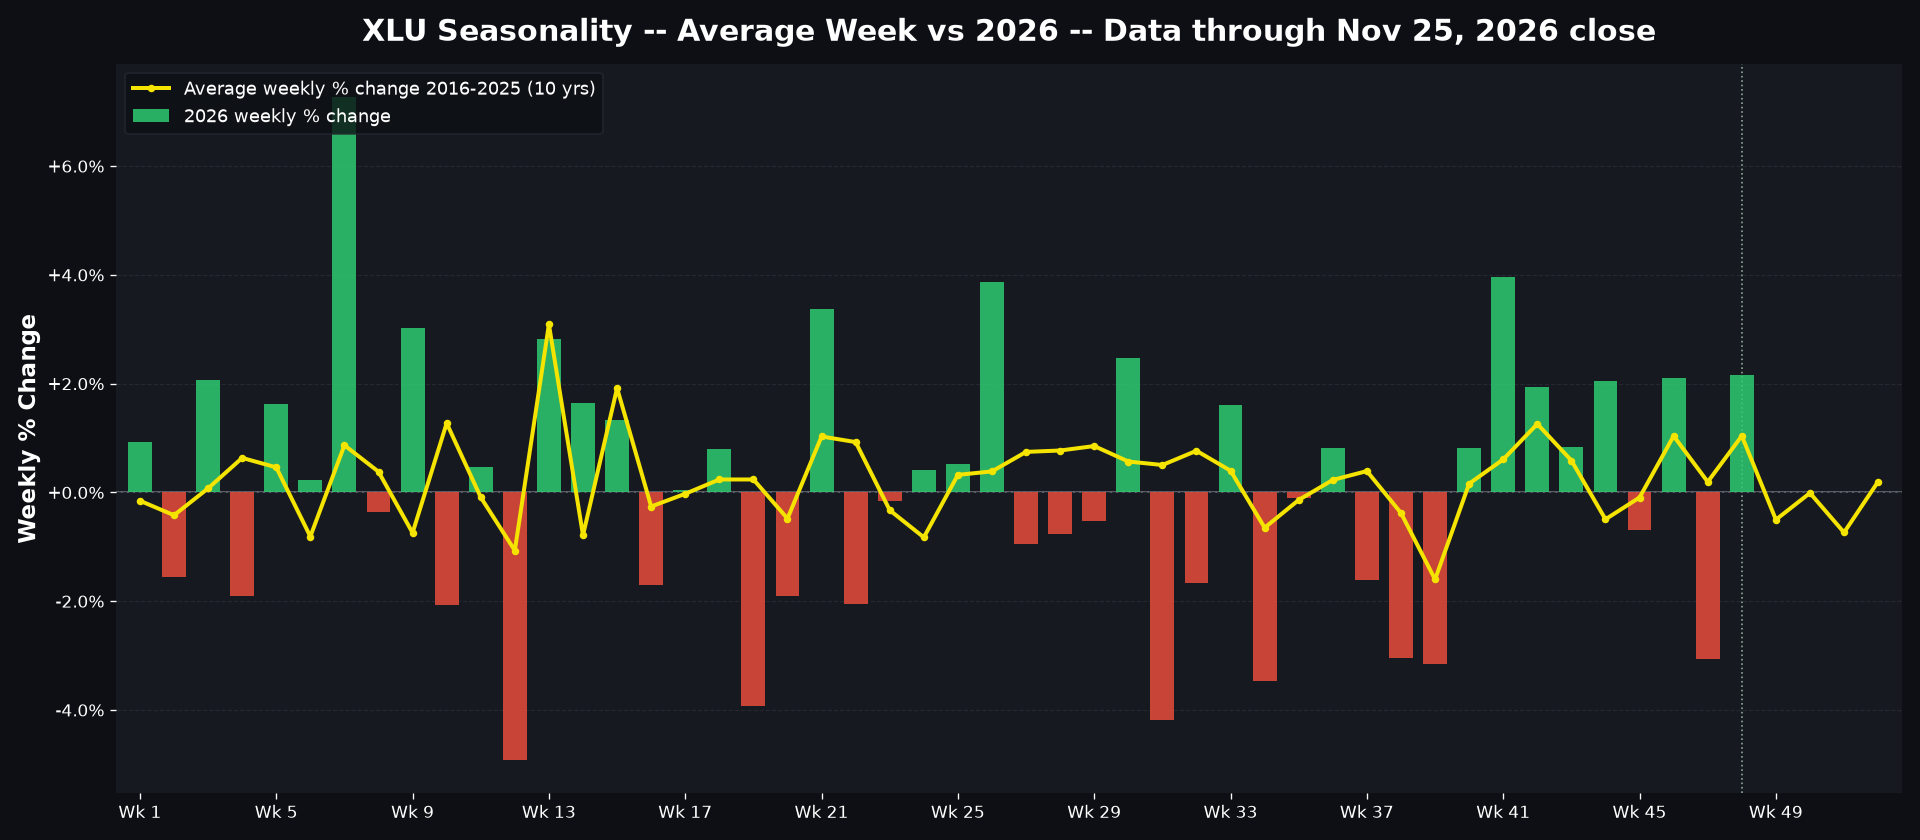 XLU Seasonality -- Average Week vs 2026 -- Data through Nov 25, 2026 close
Average weekly % change 2016-2025 (10 yrs)
2026 weekly % change
Weekly % Change
+6.0%
+4.0%
+2.0%
+0.0%
-2.0%
-4.0%
Wk 1
Wk 5
Wk 9
Wk 13
Wk 17
Wk 21
Wk 25
Wk 29
Wk 33
Wk 37
Wk 41
Wk 45
Wk 49